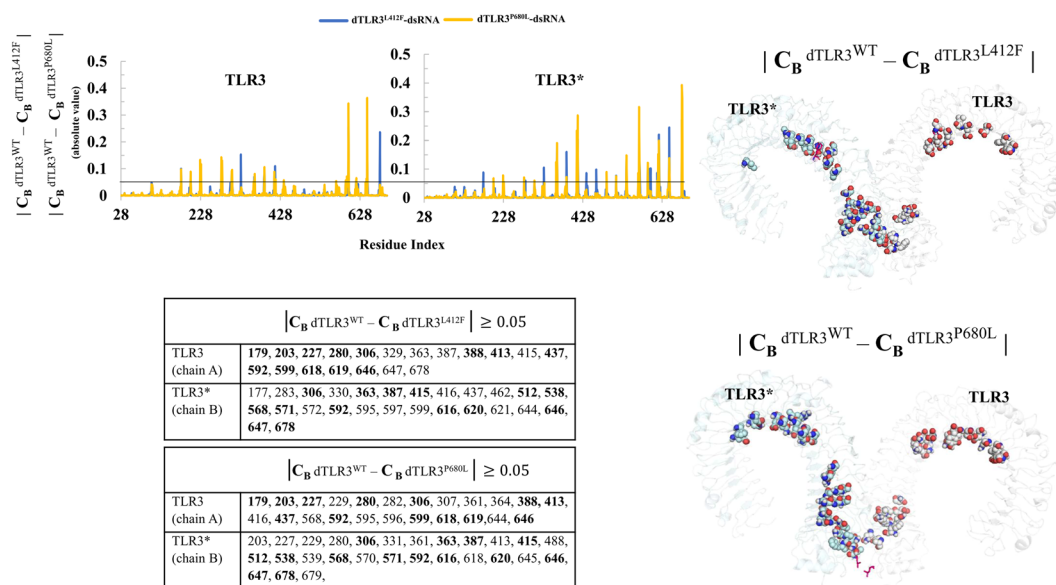 dTLR3L412F-dsRNA dTLR3P680L-dsRNA
| CB dTLR3WT – CB dTLR3L412F |
| CB dTLR3WT – CB dTLR3P680L |
(absolute value)
0.5
0.4
0.3
0.2
0.1
0
TLR3
28 228 428 628
0.5
0.4
0.3
0.2
0.1
0
TLR3*
28 228 428 628
Residue Index
| CB dTLR3WT – CB dTLR3L412F |
TLR3*
TLR3
|CB dTLR3WT – CB dTLR3L412F| ≥ 0.05
TLR3
(chain A)
179, 203, 227, 280, 306, 329, 363, 387, 388, 413, 415, 437,
592, 599, 618, 619, 646, 647, 678
TLR3*
(chain B)
177, 283, 306, 330, 363, 387, 415, 416, 437, 462, 512, 538,
568, 571, 572, 592, 595, 597, 599, 616, 620, 621, 644, 646,
647, 678
|CB dTLR3WT – CB dTLR3P680L| ≥ 0.05
TLR3
(chain A)
179, 203, 227, 229, 280, 282, 306, 307, 361, 364, 388, 413,
416, 437, 568, 592, 595, 596, 599, 618, 619,644, 646
TLR3*
(chain B)
203, 227, 229, 280, 306, 331, 361, 363, 387, 413, 415, 488,
512, 538, 539, 568, 570, 571, 592, 616, 618, 620, 645, 646,
647, 678, 679,
| CB dTLR3WT – CB dTLR3P680L |
TLR3*
TLR3